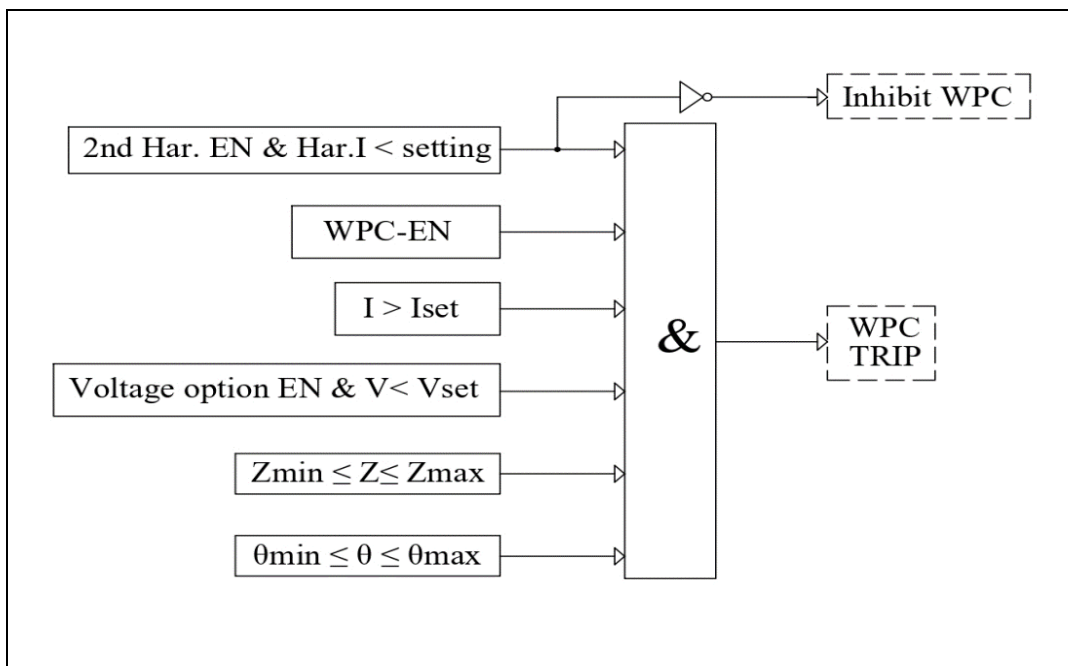 Inhibit WPC
2nd Har. EN & Har.I < setting
WPC-EN
I > Iset
&
WPC
TRIP
Voltage option EN & V< Vset
Zmin ≤ Z≤ Zmax
θmin ≤ θ ≤ θmax